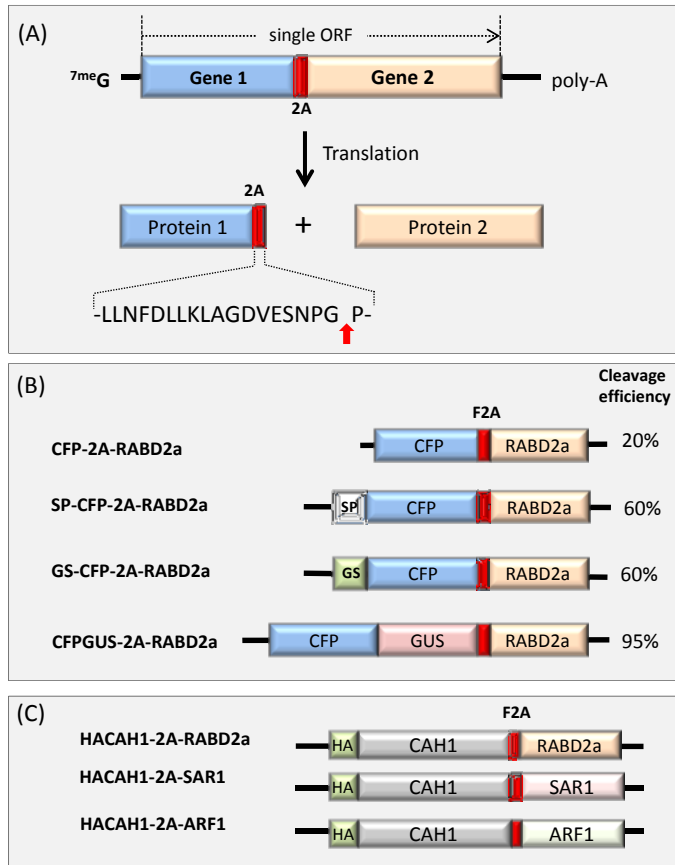 (A)
single ORF
7meG
Gene 1
Gene 2
poly-A
2A
Translation
2A
Protein 1
+
Protein 2
-LLNFDLLKLAGDVESNPG P-
(B)
Cleavage
efficiency
F2A
CFP-2A-RABD2a
CFP
RABD2a
20%
SP-CFP-2A-RABD2a
SP
CFP
RABD2a
60%
GS-CFP-2A-RABD2a
GS
CFP
RABD2a
60%
CFPGUS-2A-RABD2a
CFP
GUS
RABD2a
95%
(C)
F2A
HACAH1-2A-RABD2a
HA
CAH1
RABD2a
HACAH1-2A-SAR1
HA
CAH1
SAR1
HACAH1-2A-ARF1
HA
CAH1
ARF1